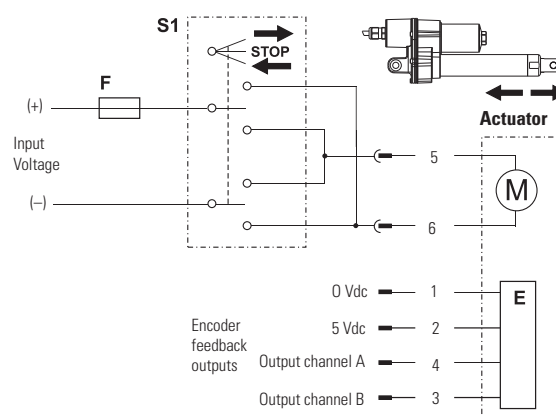 S1
STOP
F
(+)
Input
Voltage
(–)
Actuator
5
M
6
0 Vdc 1
E
5 Vdc 2
Encoder
feedback
outputs
Output channel A 4
Output channel B 3